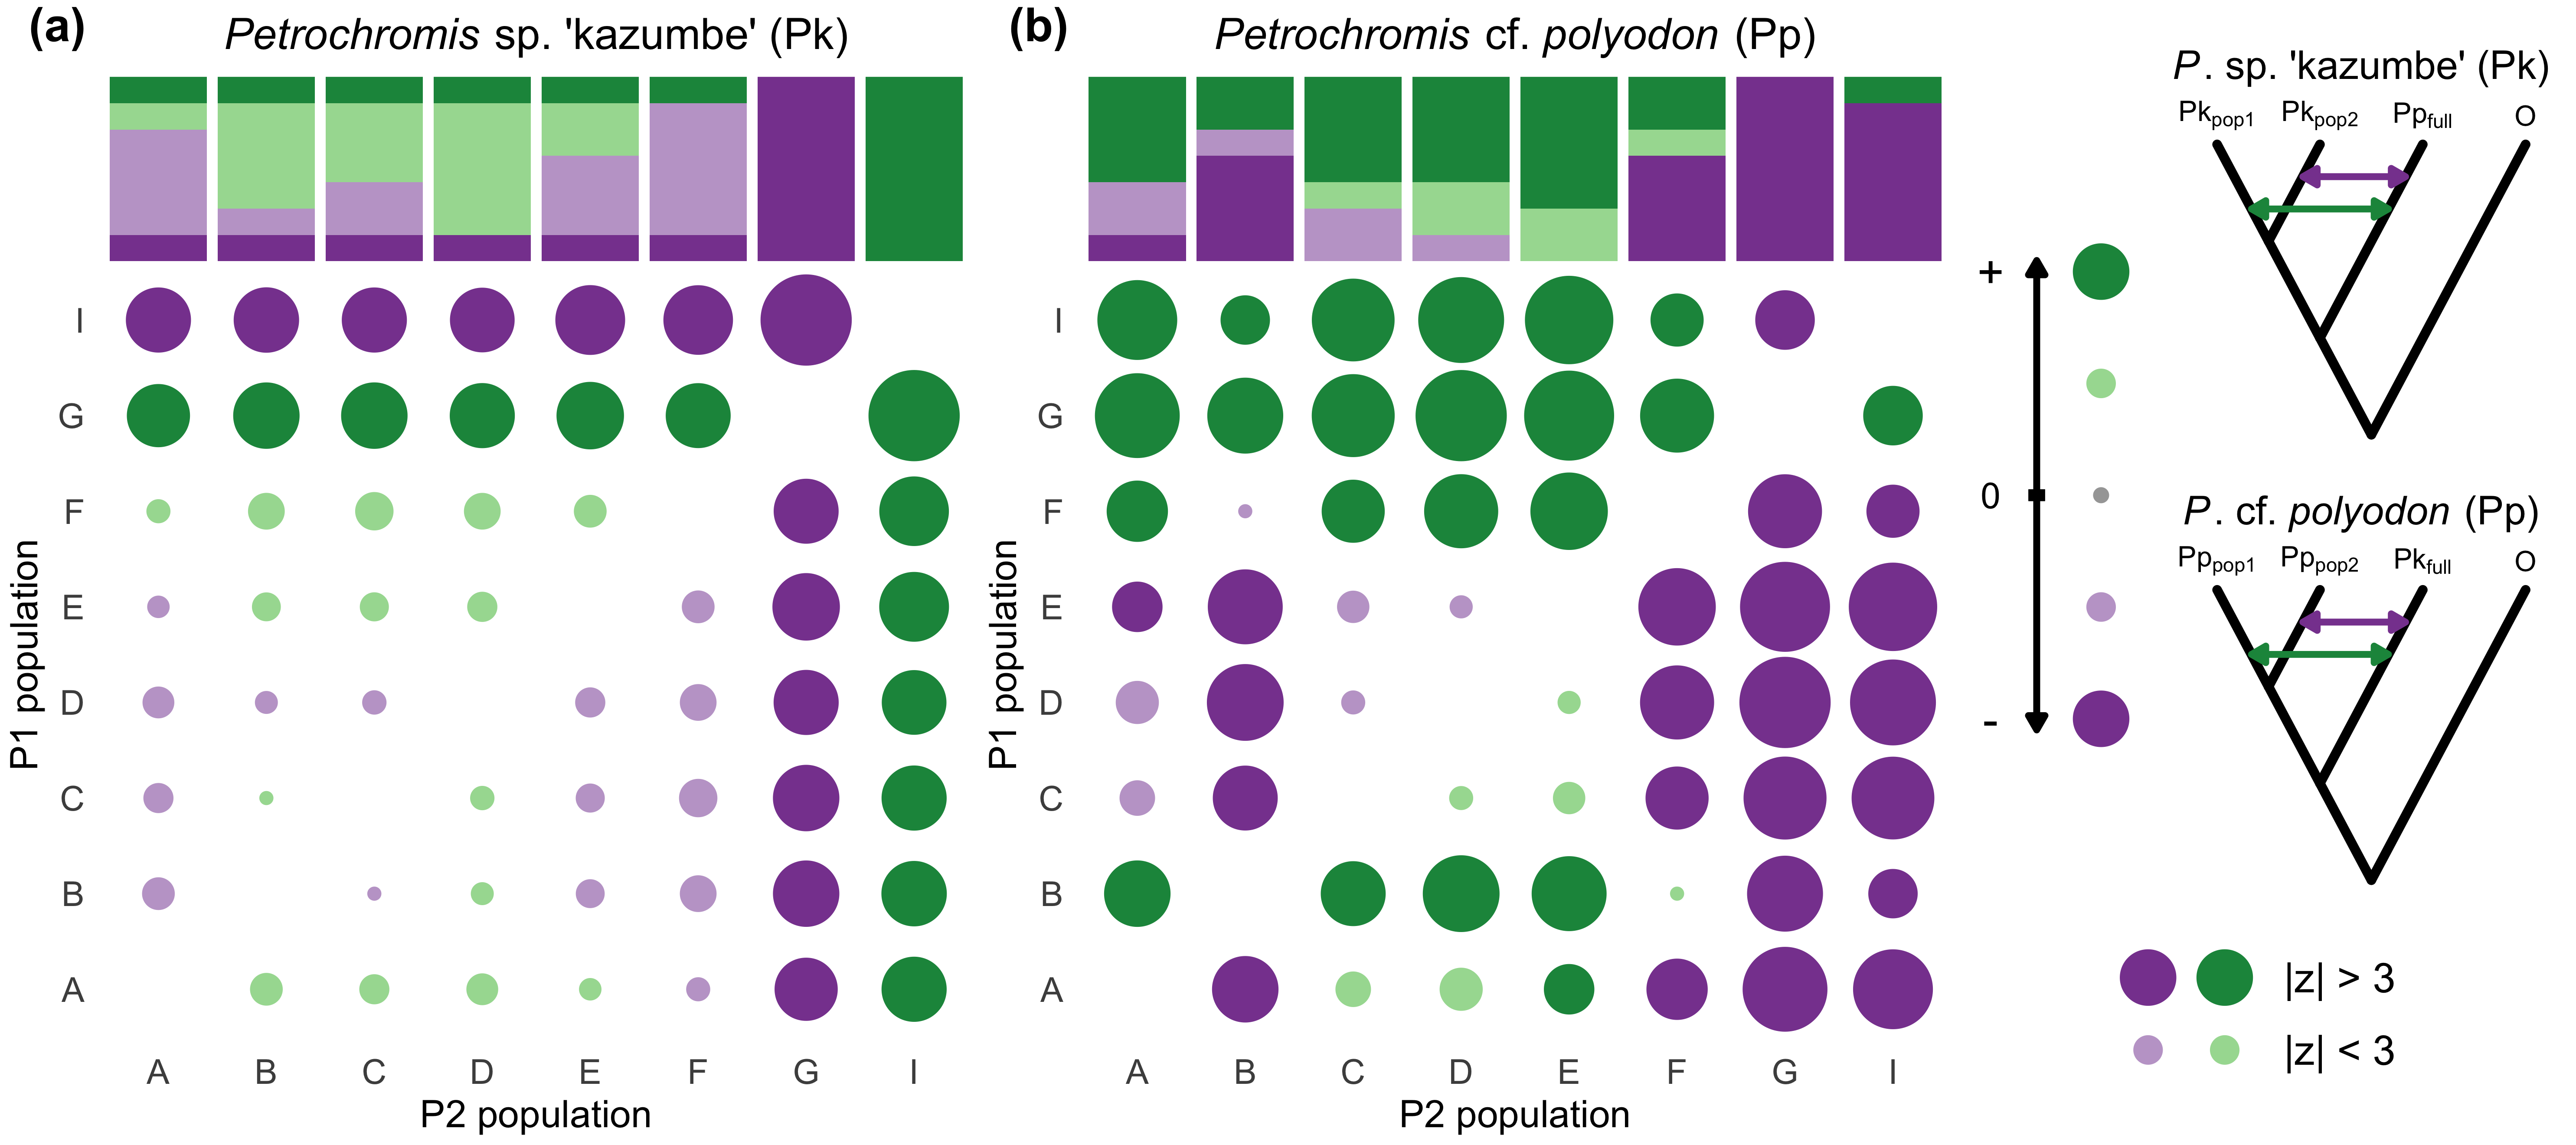 (a)
Petrochromis sp. 'kazumbe' (Pk)
I
G
F
E
D
C
B
A
P1 population
A B C D E F G I
P2 population
(b)
Petrochromis cf. polyodon (Pp)
I
G
F
E
D
C
B
A
P1 population
A B C D E F G I
P2 population
+
0
-
P. sp. 'kazumbe' (Pk)
Pkpop1 Pkpop2 Ppfull O
P. cf. polyodon (Pp)
Pppop1 Pppop2 Pkfull O
|z| > 3
|z| < 3